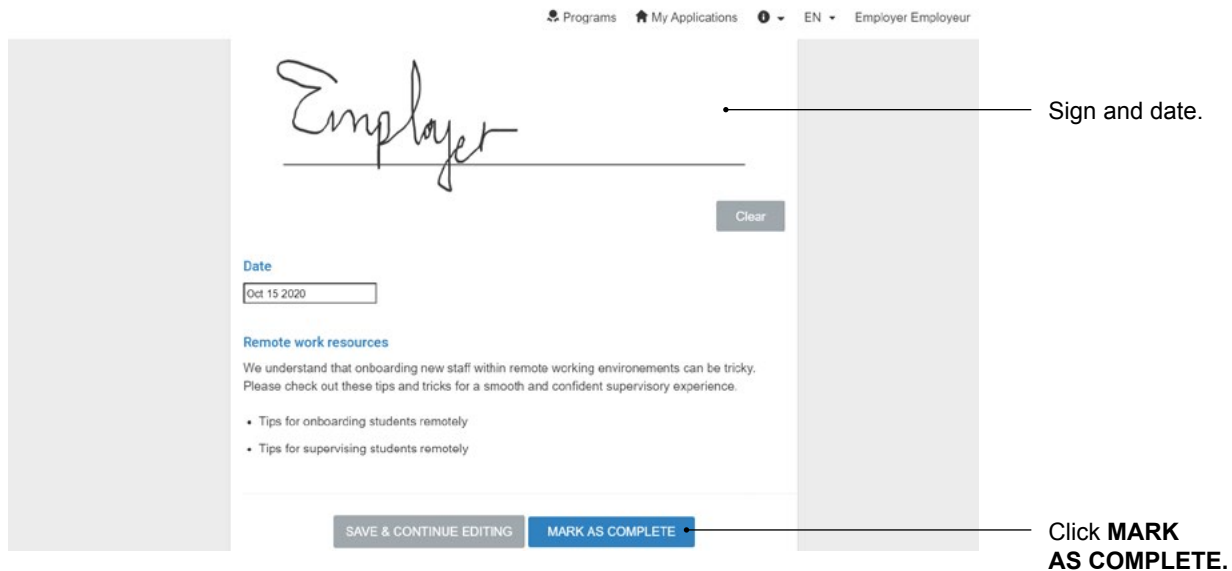 Programs My Applications EN Employer Employeur
Employer
Sign and date.
Clear
Date
Oct 15 2020
Remote work resources
We understand that onboarding new staff within remote working environements can be tricky.
Please check out these tips and tricks for a smooth and confident supervisory experience.
• Tips for onboarding students remotely
• Tips for supervising students remotely
SAVE & CONTINUE EDITING MARK AS COMPLETE
Click MARK
AS COMPLETE.